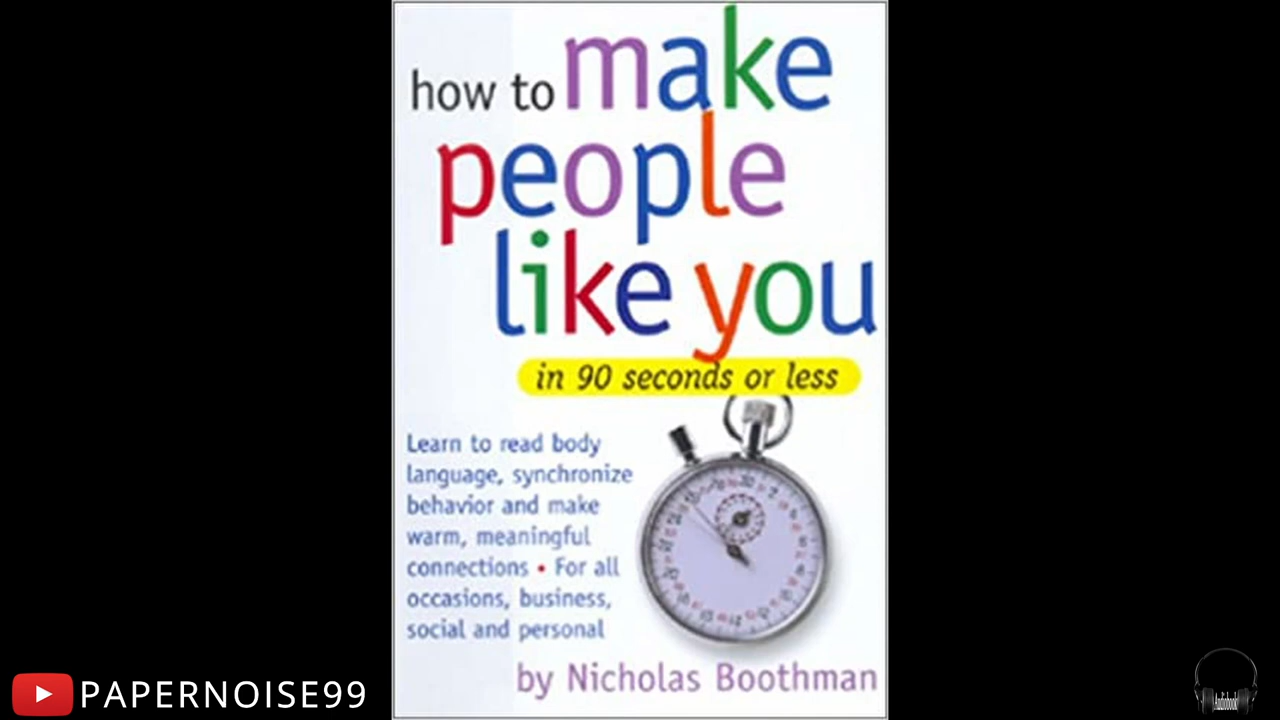 how to make
people
like you
in 90 seconds or less
Learn to read body
language, synchronize
behavior and make
warm, meaningful
connections • For all
occasions, business,
social and personal
by Nicholas Boothman
PAPERNOISE99
Audiobook